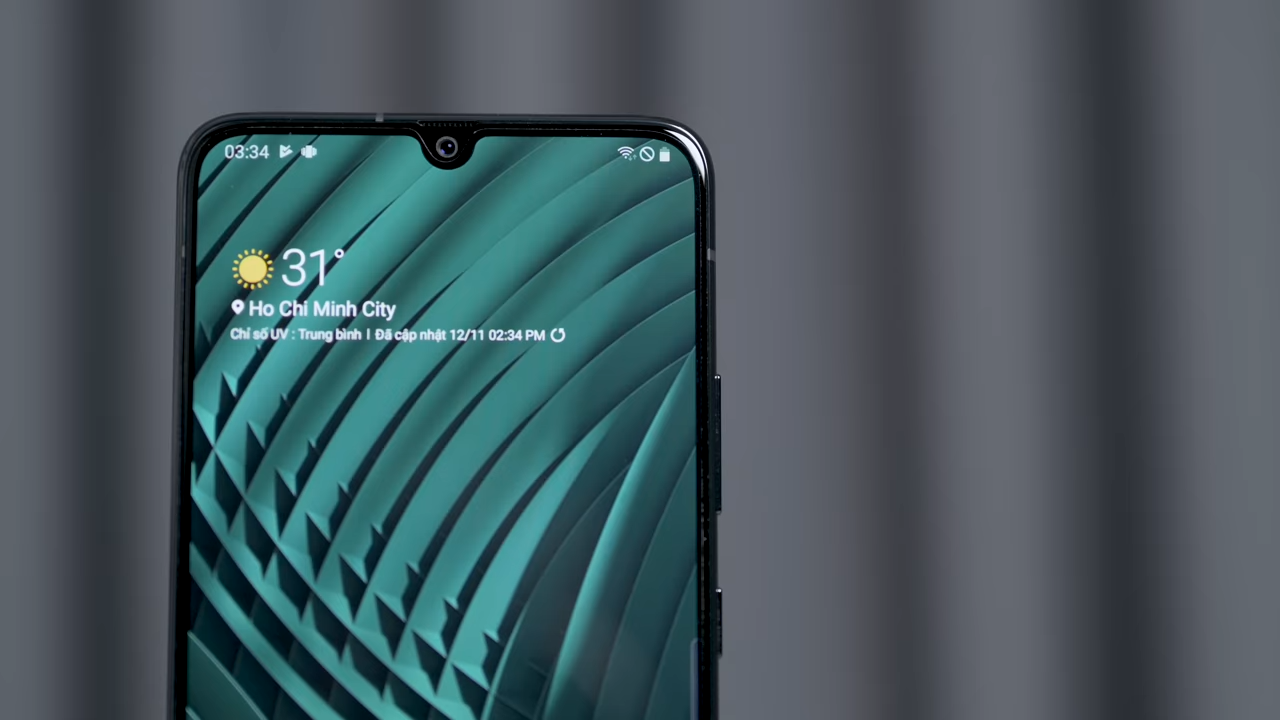 03:34
31°
Ho Chi Minh City
Chỉ số UV : Trung bình | Đã cập nhật 12/11 02:34 PM